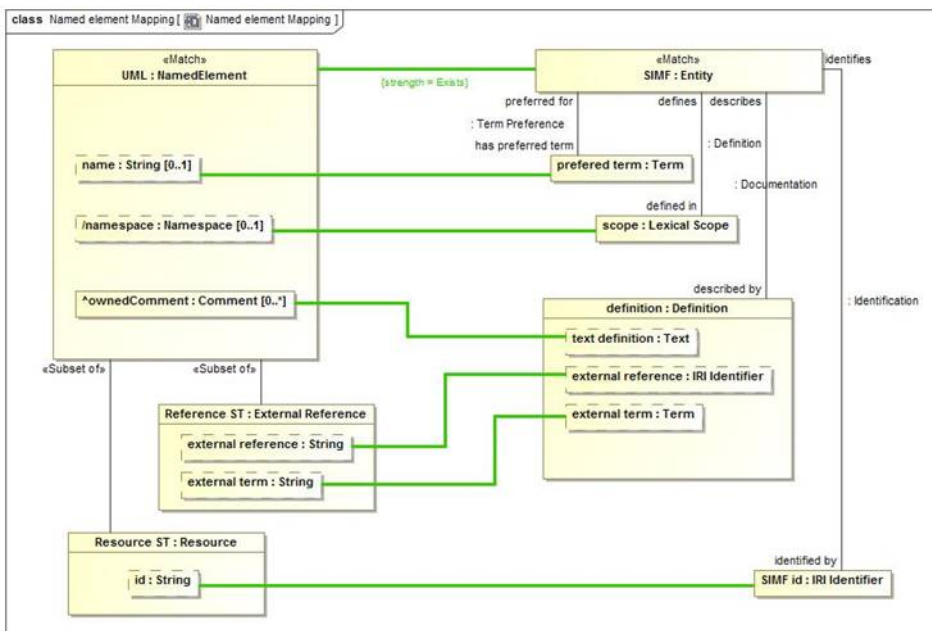 class Named element Mapping [ Named element Mapping ]
«Match»
UML : NamedElement
{strength = Exists}
«Match»
SIMF : Entity
identifies
preferred for
defines
describes
: Term Preference
has preferred term
: Definition
name : String [0..1]
prefered term : Term
: Documentation
defined in
/namespace : Namespace [0..1]
scope : Lexical Scope
described by
^ownedComment : Comment [0..*]
definition : Definition
: Identification
text definition : Text
«Subset of»
«Subset of»
external reference : IRI Identifier
Reference ST : External Reference
external term : Term
external reference : String
external term : String
Resource ST : Resource
identified by
id : String
SIMF id : IRI Identifier